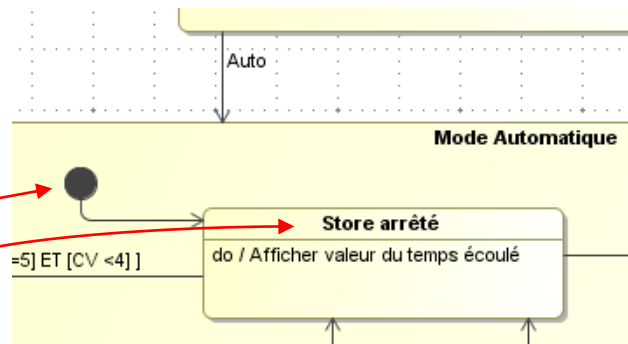 Auto
Mode Automatique
Store arrêté
do / Afficher valeur du temps écoulé
=5] ET [CV <4] ]